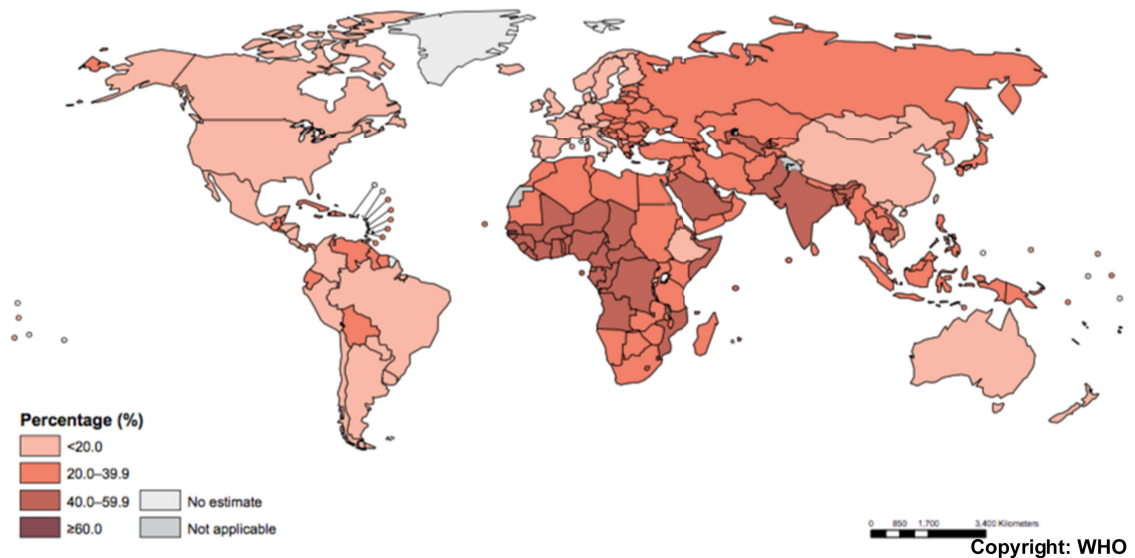 Percentage (%)
<20.0
20.0–39.9
40.0–59.9
≥60.0
No estimate
Not applicable
0 850 1,700 3,400 Kilometers
Copyright: WHO